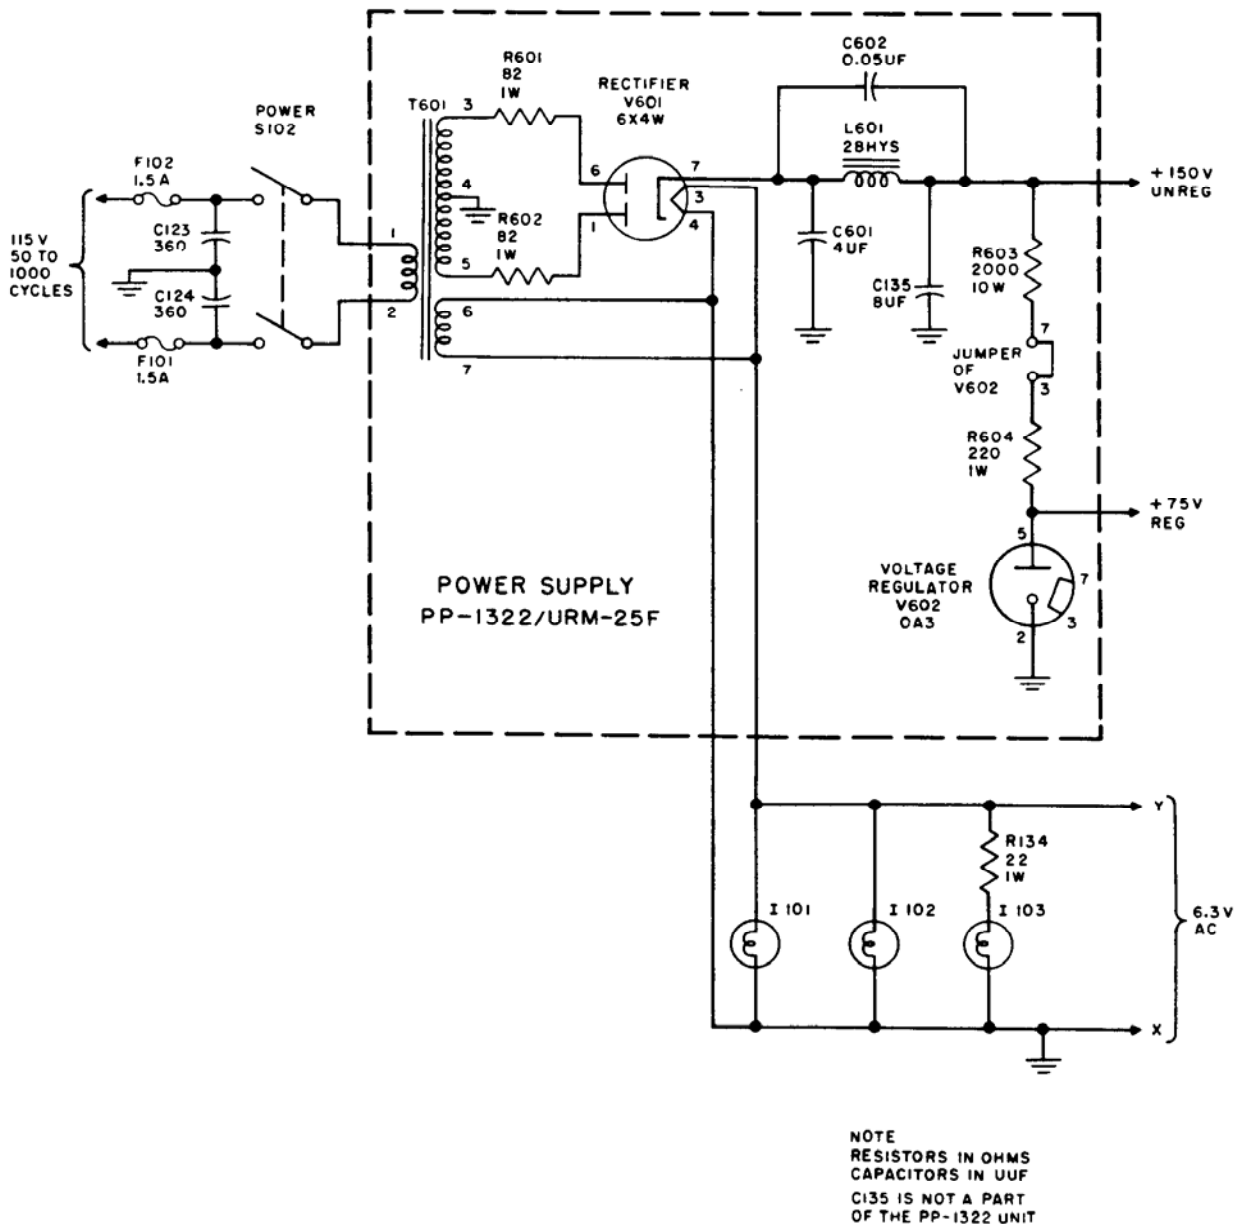 POWER
S102
F102
1.5A
115V
50 TO
1000
CYCLES
C123
360
C124
360
F101
1.5A
1
2
T601
3
4
5
6
7
R601
82
1W
R602
82
1W
RECTIFIER
V601
6X4W
6
1
7
3
4
C602
0.05UF
L601
28HYS
C601
4UF
C135
8UF
+150V
UNREG
R603
2000
10W
7
JUMPER
OF
V602
3
R604
220
1W
+75V
REG
5
VOLTAGE
REGULATOR
V602
OA3
7
3
2
POWER SUPPLY
PP-1322/URM-25F
Y
R134
22
1W
I 101
I 102
I 103
6.3V
AC
X
NOTE
RESISTORS IN OHMS
CAPACITORS IN UUF
C135 IS NOT A PART
OF THE PP-1322 UNIT